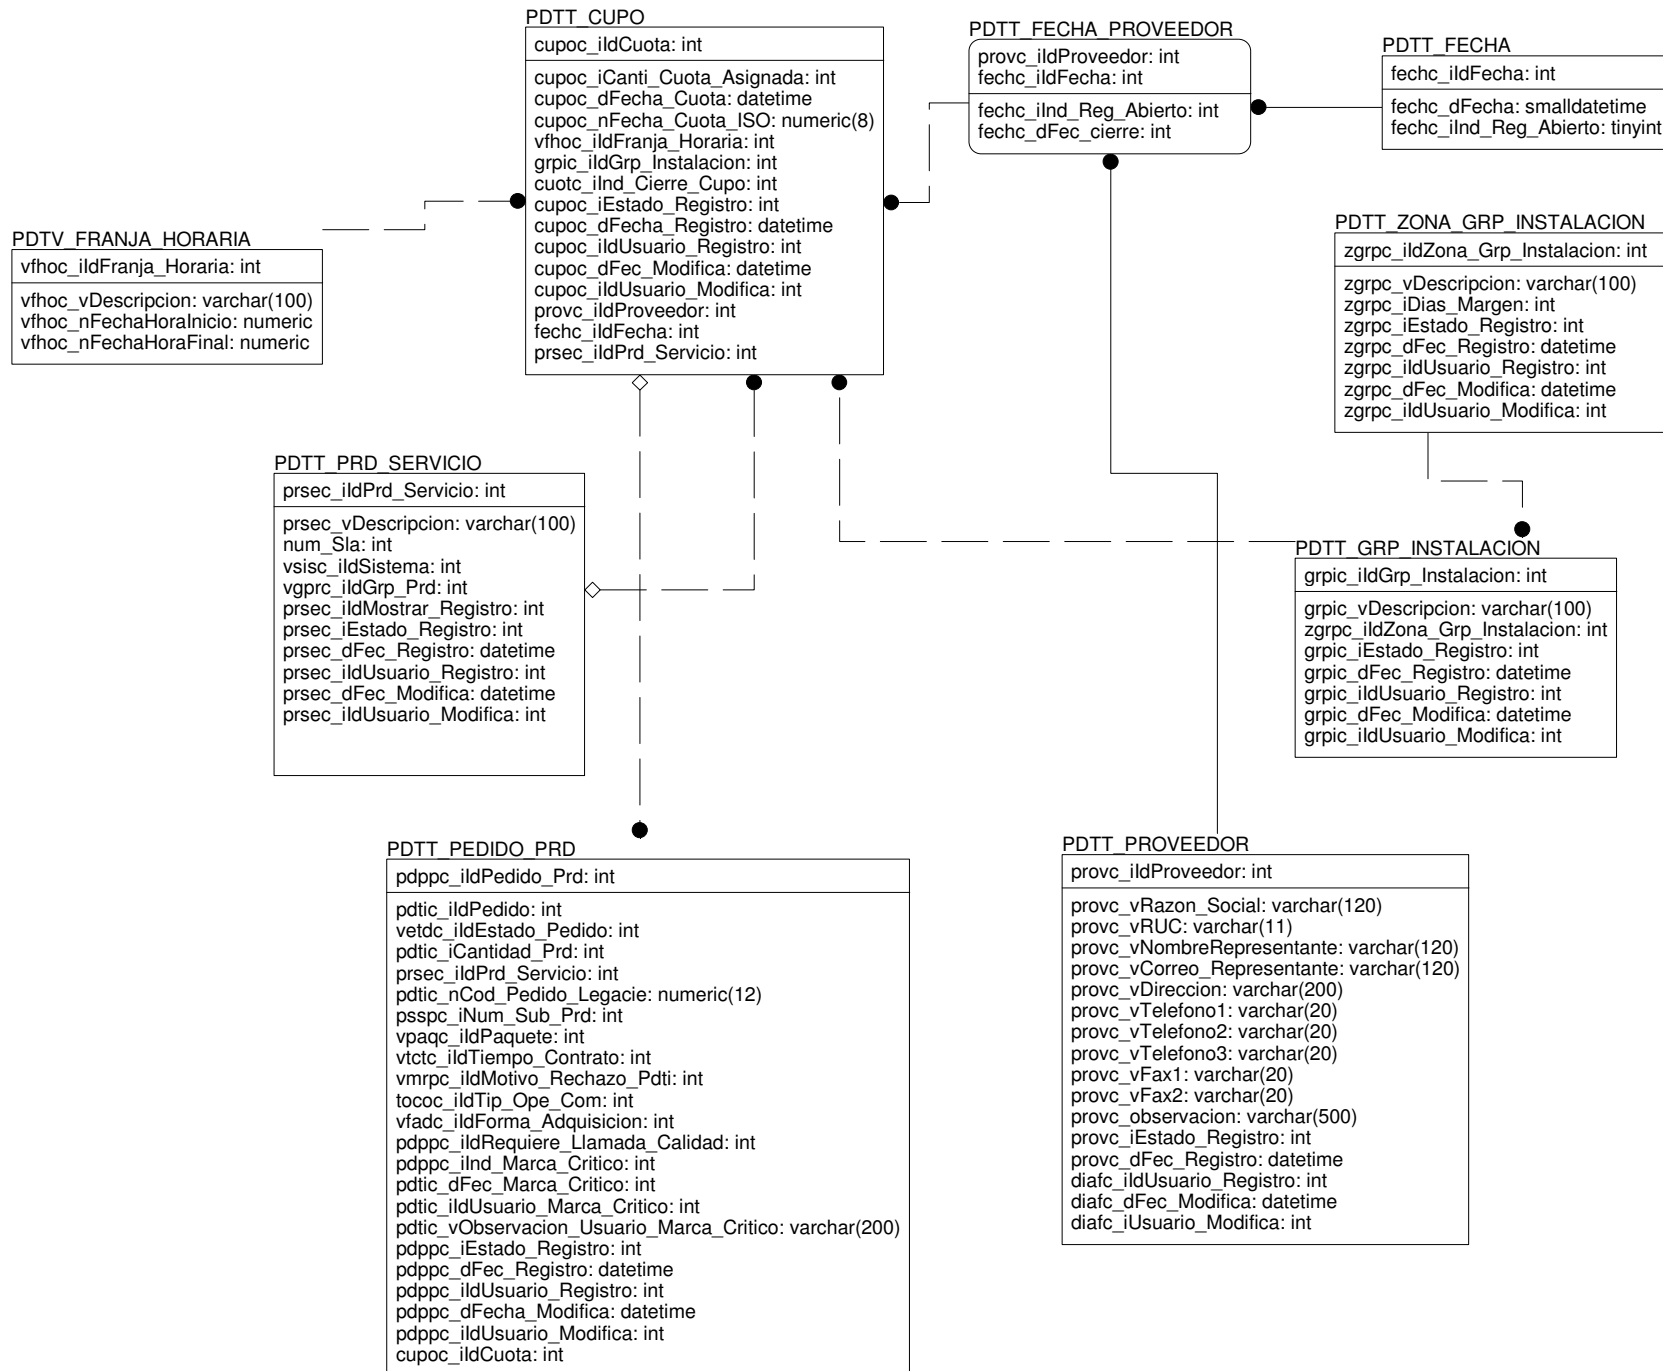 PDTT_CUPO
cupoc_iIdCuota: int
cupoc_iCanti_Cuota_Asignada: int
cupoc_dFecha_Cuota: datetime
cupoc_nFecha_Cuota_ISO: numeric(8)
vfhoc_iIdFranja_Horaria: int
grpic_iIdGrp_Instalacion: int
cuotc_iInd_Cierre_Cupo: int
cupoc_iEstado_Registro: int
cupoc_dFecha_Registro: datetime
cupoc_iIdUsuario_Registro: int
cupoc_dFec_Modifica: datetime
cupoc_iIdUsuario_Modifica: int
provc_iIdProveedor: int
fechc_iIdFecha: int
prsec_iIdPrd_Servicio: int
PDTT_FECHA_PROVEEDOR
provc_iIdProveedor: int
fechc_iIdFecha: int
fechc_iInd_Reg_Abierto: int
fechc_dFec_cierre: int
PDTT_FECHA
fechc_iIdFecha: int
fechc_dFecha: smalldatetime
fechc_iInd_Reg_Abierto: tinyint
PDTV_FRANJA_HORARIA
vfhoc_iIdFranja_Horaria: int
vfhoc_vDescripcion: varchar(100)
vfhoc_nFechaHoraInicio: numeric
vfhoc_nFechaHoraFinal: numeric
PDTT_ZONA_GRP_INSTALACION
zgrpc_iIdZona_Grp_Instalacion: int
zgrpc_vDescripcion: varchar(100)
zgrpc_iDias_Margen: int
zgrpc_iEstado_Registro: int
zgrpc_dFec_Registro: datetime
zgrpc_iIdUsuario_Registro: int
zgrpc_dFec_Modifica: datetime
zgrpc_iIdUsuario_Modifica: int
PDTT_PRD_SERVICIO
prsec_iIdPrd_Servicio: int
prsec_vDescripcion: varchar(100)
num_Sla: int
vsisc_iIdSistema: int
vgprc_iIdGrp_Prd: int
prsec_iIdMostrar_Registro: int
prsec_iEstado_Registro: int
prsec_dFec_Registro: datetime
prsec_iIdUsuario_Registro: int
prsec_dFec_Modifica: datetime
prsec_iIdUsuario_Modifica: int
PDTT_GRP_INSTALACION
grpic_iIdGrp_Instalacion: int
grpic_vDescripcion: varchar(100)
zgrpc_iIdZona_Grp_Instalacion: int
grpic_iEstado_Registro: int
grpic_dFec_Registro: datetime
grpic_iIdUsuario_Registro: int
grpic_dFec_Modifica: datetime
grpic_iIdUsuario_Modifica: int
PDTT_PEDIDO_PRD
pdppc_iIdPedido_Prd: int
pdtic_iIdPedido: int
vetdc_iIdEstado_Pedido: int
pdtic_iCantidad_Prd: int
prsec_iIdPrd_Servicio: int
pdtic_nCod_Pedido_Legacie: numeric(12)
psspc_iNum_Sub_Prd: int
vpaqc_iIdPaquete: int
vtctc_iIdTiempo_Contrato: int
vmrpc_iIdMotivo_Rechazo_Pdti: int
tococ_iIdTip_Ope_Com: int
vfadc_iIdForma_Adquisicion: int
pdppc_iIdRequiere_Llamada_Calidad: int
pdppc_iInd_Marca_Critico: int
pdtic_dFec_Marca_Critico: int
pdtic_iIdUsuario_Marca_Critico: int
pdtic_vObservacion_Usuario_Marca_Critico: varchar(200)
pdppc_iEstado_Registro: int
pdppc_dFec_Registro: datetime
pdppc_iIdUsuario_Registro: int
pdppc_dFecha_Modifica: datetime
pdppc_iIdUsuario_Modifica: int
cupoc_iIdCuota: int
PDTT_PROVEEDOR
provc_iIdProveedor: int
provc_vRazon_Social: varchar(120)
provc_vRUC: varchar(11)
provc_vNombreRepresentante: varchar(120)
provc_vCorreo_Representante: varchar(120)
provc_vDireccion: varchar(200)
provc_vTelefono1: varchar(20)
provc_vTelefono2: varchar(20)
provc_vTelefono3: varchar(20)
provc_vFax1: varchar(20)
provc_vFax2: varchar(20)
provc_observacion: varchar(500)
provc_iEstado_Registro: int
provc_dFec_Registro: datetime
diafc_iIdUsuario_Registro: int
diafc_dFec_Modifica: datetime
diafc_iUsuario_Modifica: int